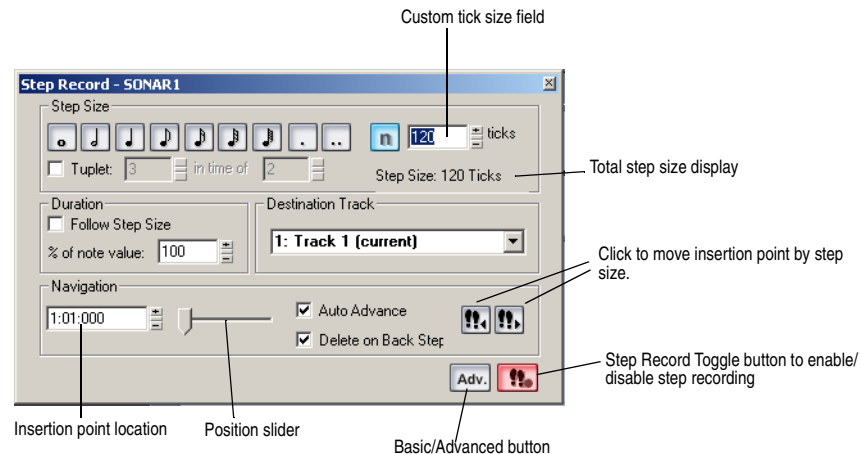 Custom tick size field
Step Record - SONAR1
Step Size
n 120 ticks
Tuplet: 3 in time of 2
Step Size: 120 Ticks
Total step size display
Duration
Follow Step Size
% of note value: 100
Destination Track
1: Track 1 (current)
Click to move insertion point by step
size.
Navigation
1:01:000
Auto Advance
Delete on Back Step
Adv.
Step Record Toggle button to enable/
disable step recording
Insertion point location
Position slider
Basic/Advanced button